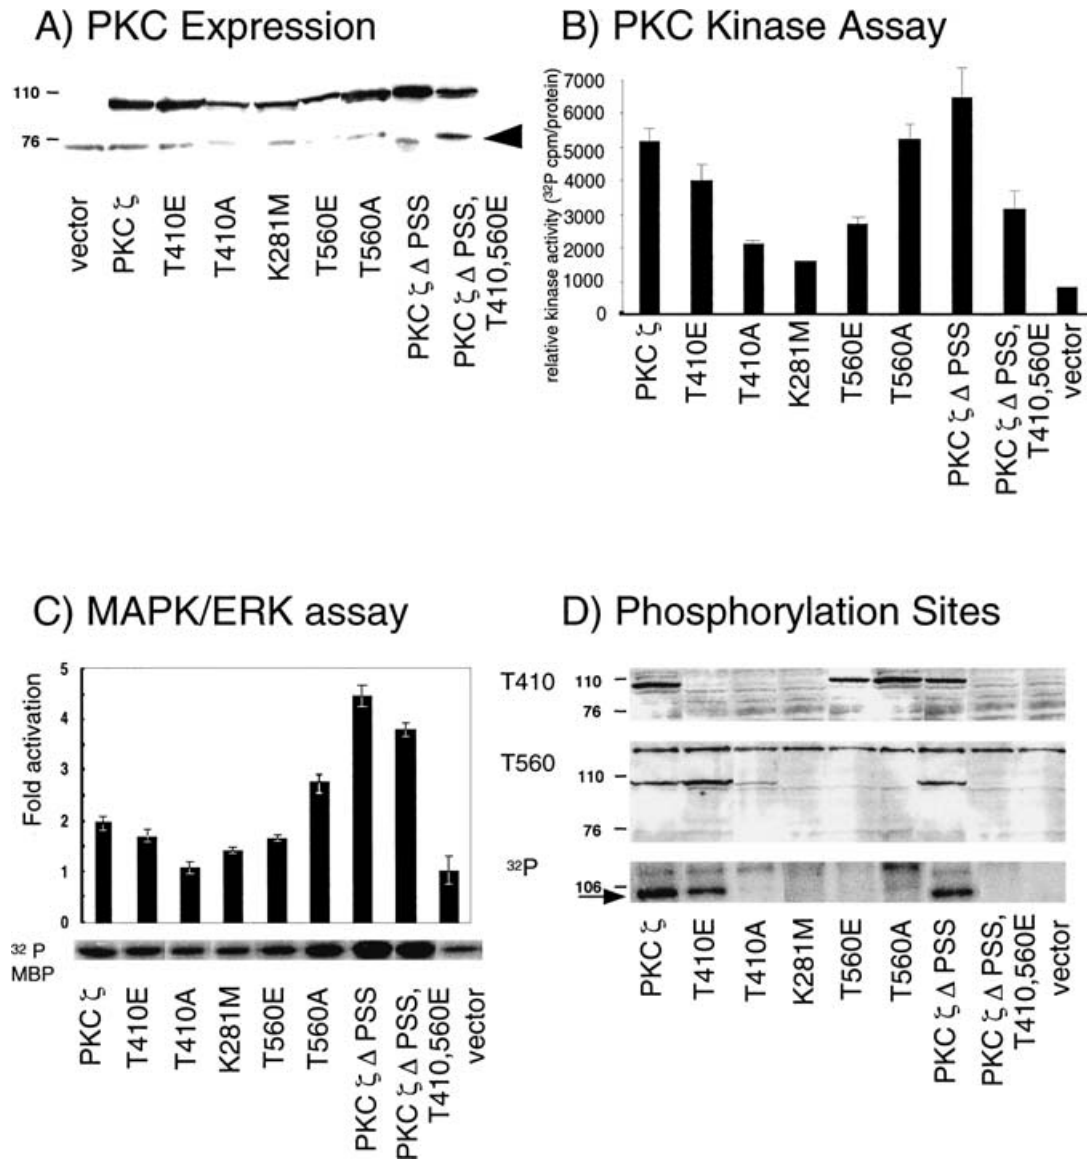 A) PKC Expression
110
76
vector
PKC ζ
T410E
T410A
K281M
T560E
T560A
PKC ζ Δ PSS
PKC ζ Δ PSS,
T410,560E
B) PKC Kinase Assay
relative kinase activity (³²P cpm/protein)
7000
6000
5000
4000
3000
2000
1000
0
PKC ζ
T410E
T410A
K281M
T560E
T560A
PKC ζ Δ PSS
PKC ζ Δ PSS,
T410,560E
vector
C) MAPK/ERK assay
Fold activation
5
4
3
2
1
0
³² P
MBP
PKC ζ
T410E
T410A
K281M
T560E
T560A
PKC ζ Δ PSS
PKC ζ Δ PSS,
T410,560E
vector
D) Phosphorylation Sites
T410
110
76
T560
110
76
³²P
106
PKC ζ
T410E
T410A
K281M
T560E
T560A
PKC ζ Δ PSS
PKC ζ Δ PSS,
T410,560E
vector